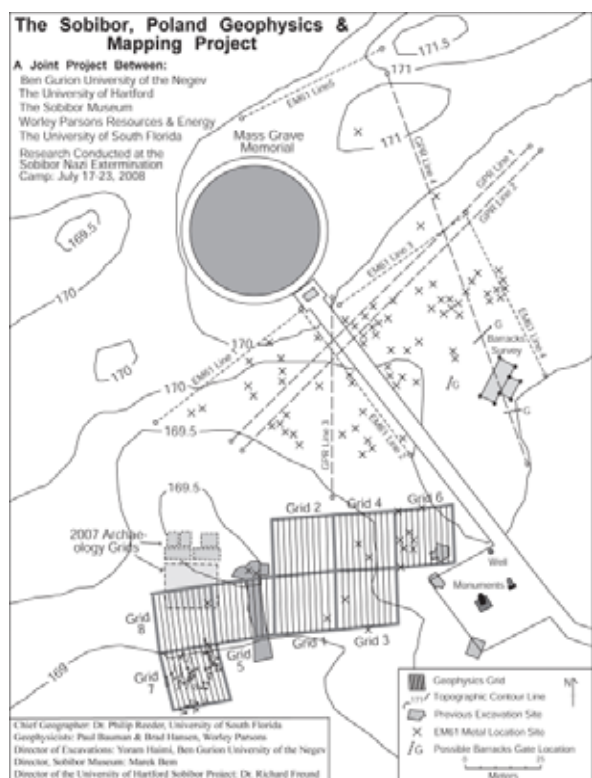 The Sobibor, Poland Geophysics &
Mapping Project
A Joint Project Between:
Ben Gurion University of the Negev
The University of Hartford
The Sobibor Museum
Worley Parsons Resources & Energy
The University of South Florida
Research Conducted at the
Sobibor Nazi Extermination
Camp: July 17-23, 2008
171.5
171
EM61 Line5
Mass Grave
Memorial
171
GPR Line 4
GPR Line 1
GPR Line 2
169.5
170
EM61 Line 3
G
Barracks
Survey
EM61 Line 4
170
EM61 Line 1
170
170
G
G
169.5
GPR Line 3
EM61 Line 2
169.5
Grid 2
Grid 4
Grid 6
2007 Archae-
ology Grids
Well
Monuments
Grid
8
Grid
5
Grid 1
Grid 3
169
Grid
7
Geophysics Grid
N
171
Topographic Contour Line
Previous Excavation Site
EM61 Metal Location Site
G
Possible Barracks Gate Location
0
25
Meters
Chief Geographer: Dr. Philip Reeder, University of South Florida
Geophysicists: Paul Bauman & Brad Hansen, Worley Parsons
Director of Excavations: Yoram Haimi, Ben Gurion University of the Negev
Director, Sobibor Museum: Marek Bem
Director of the University of Hartford Sobibor Project: Dr. Richard Freund